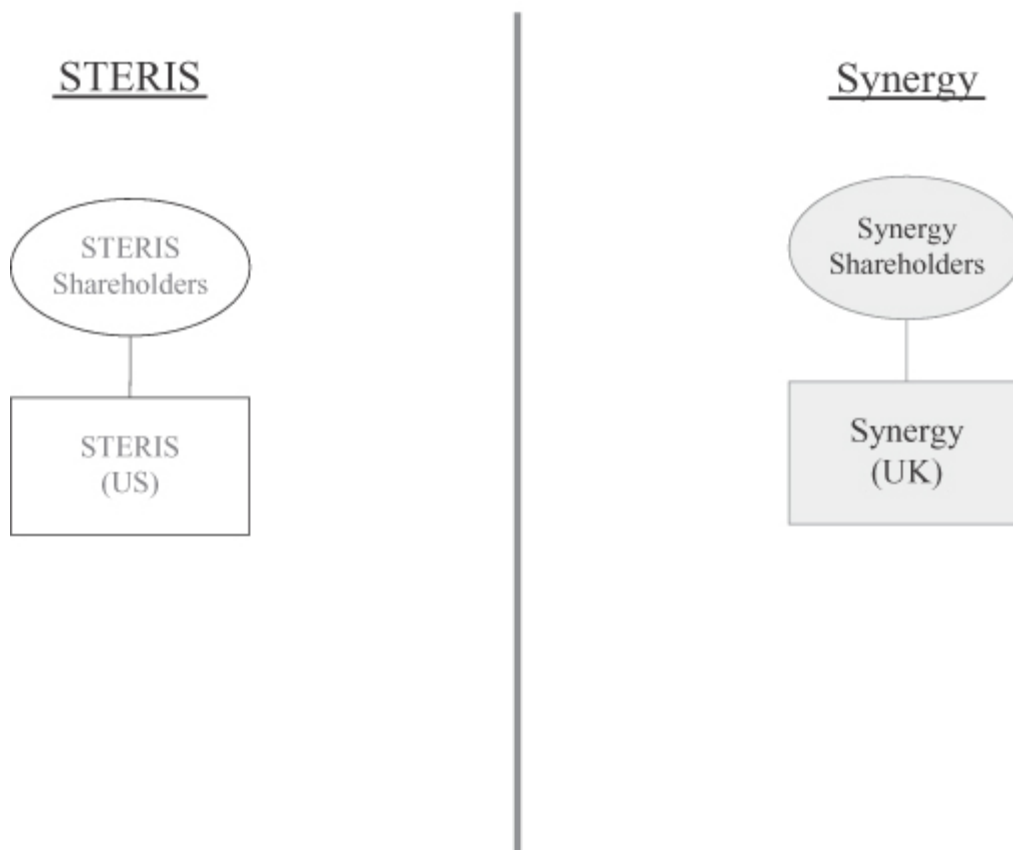 STERIS
STERIS
Shareholders
STERIS
(US)
Synergy
Synergy
Shareholders
Synergy
(UK)